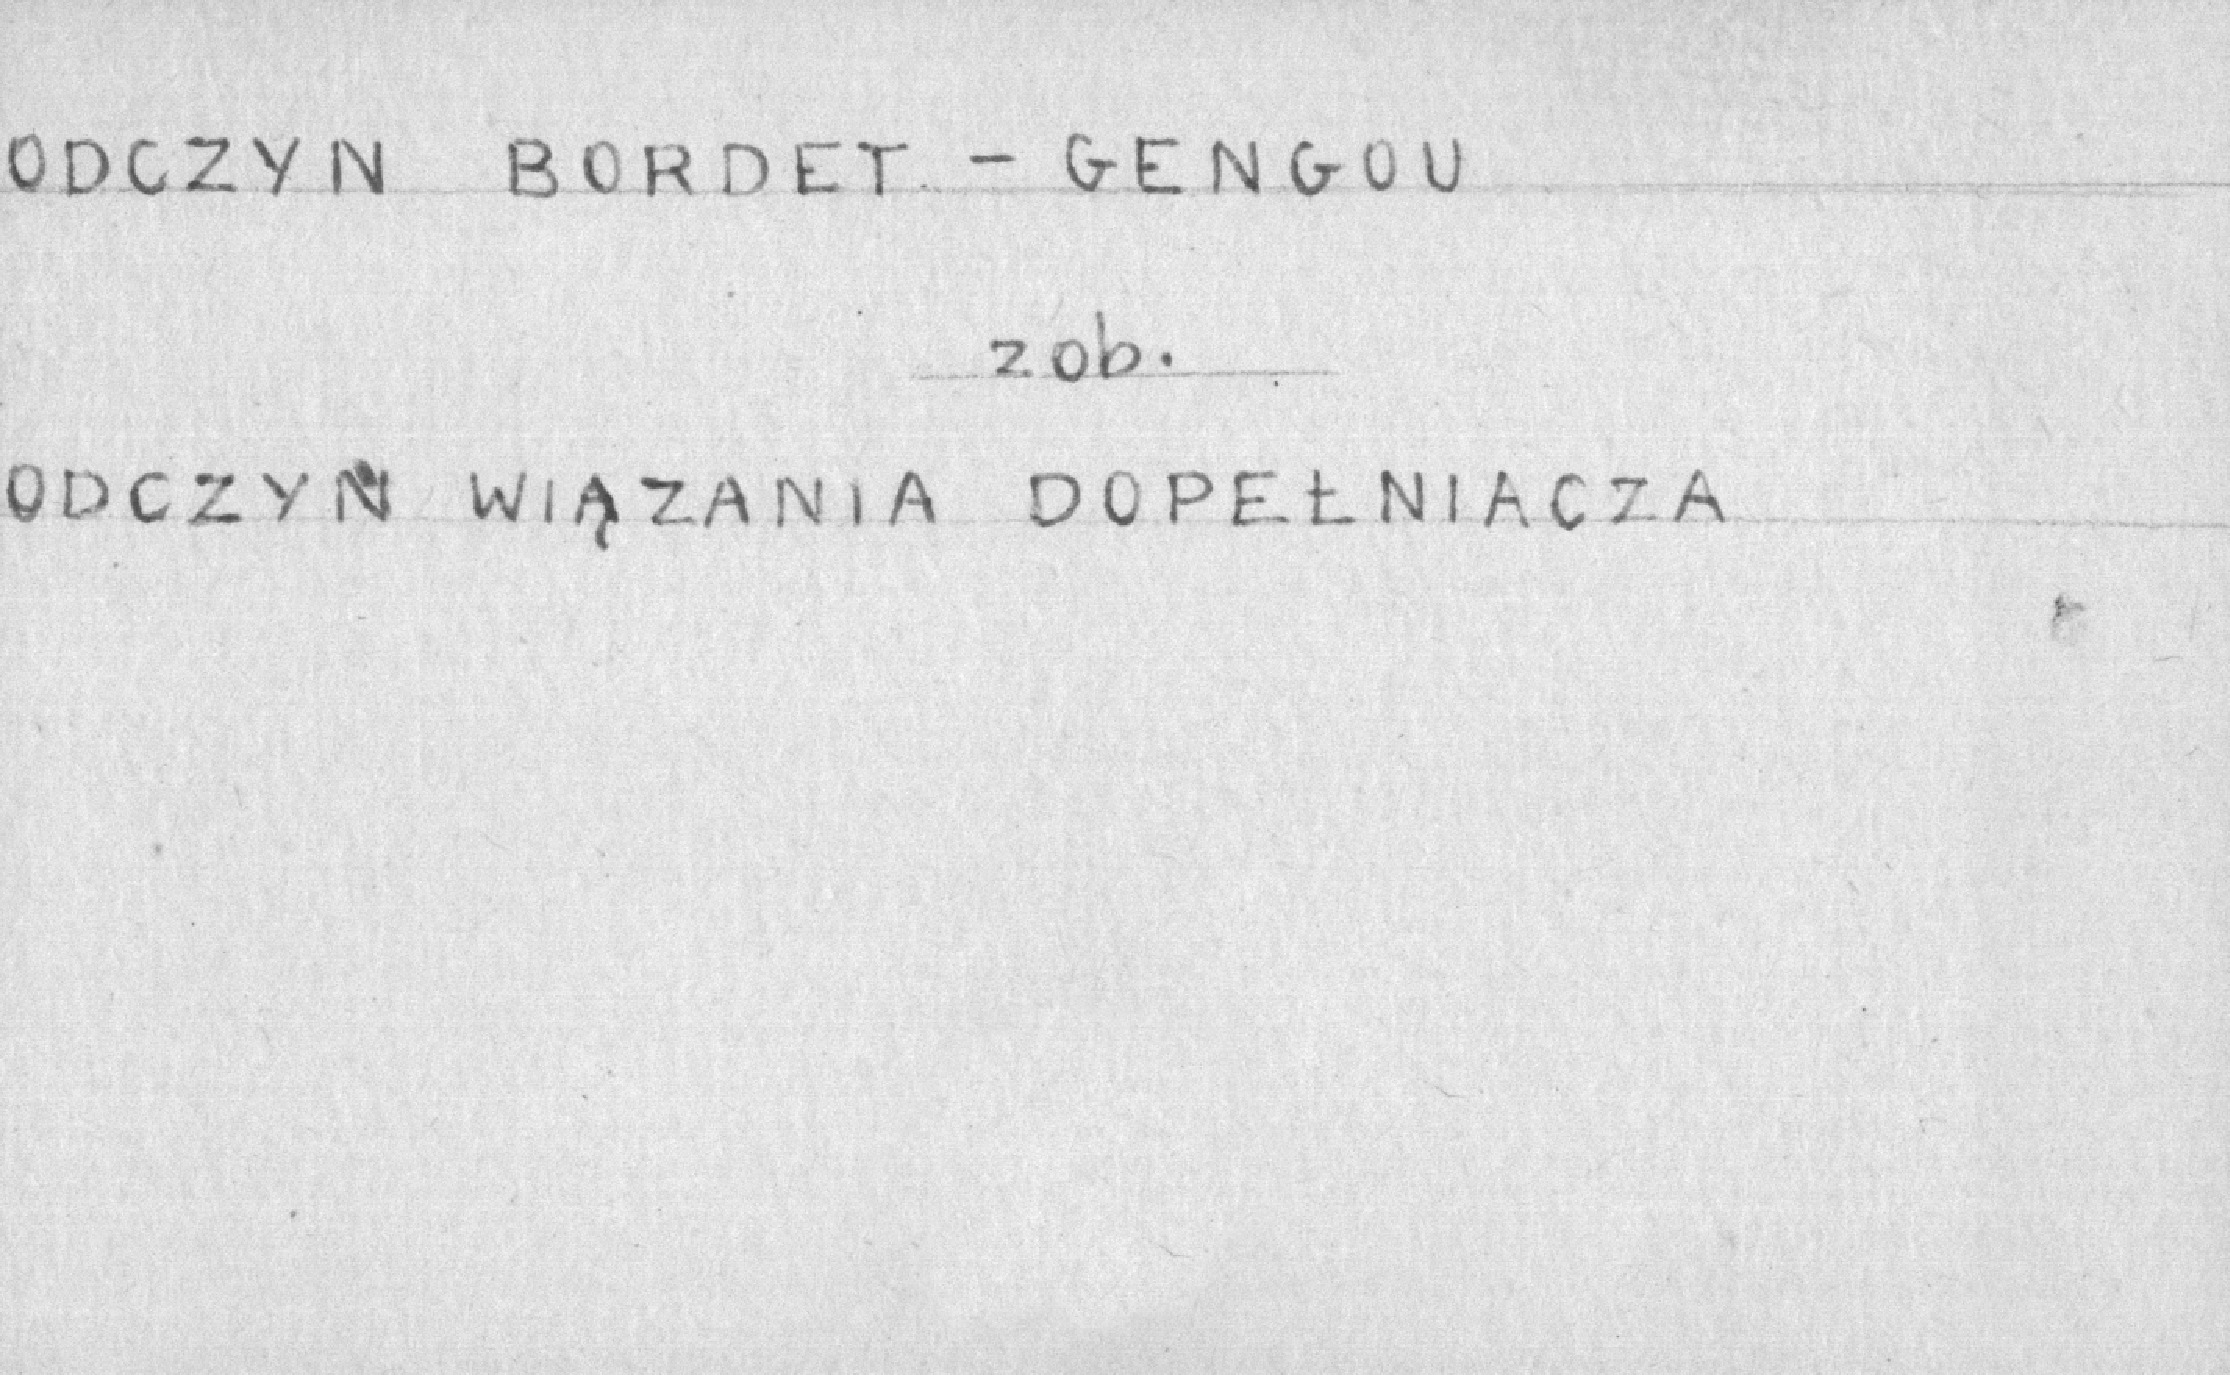 ODCZYN BORDET - GENGOU
zob.
ODCZYN WIĄZANIA DOPEŁNIACZA